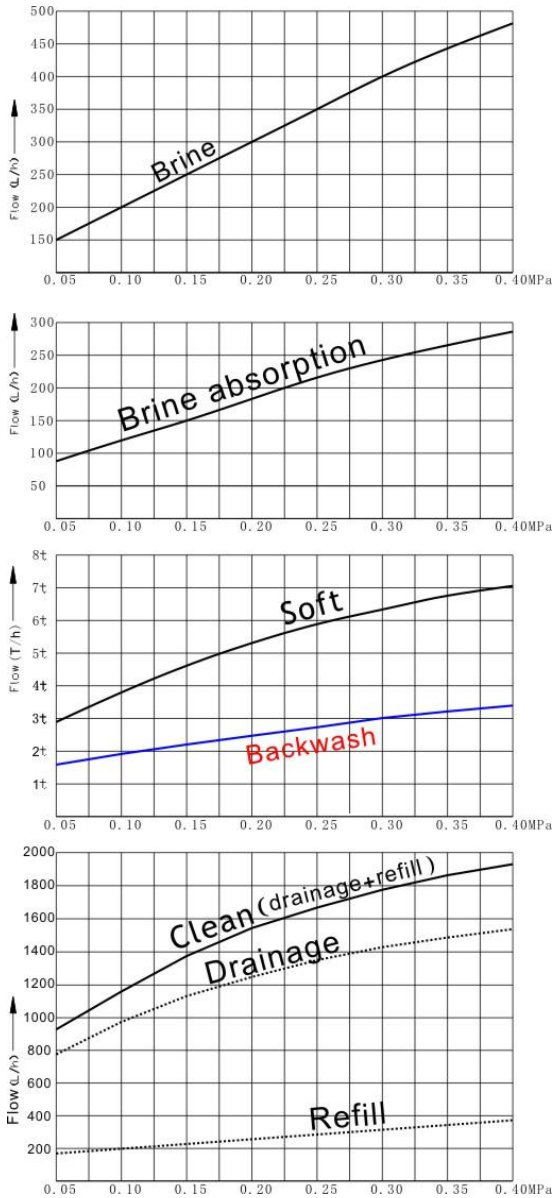 500
450
400
350
300
250
200
150
Flow (L/h)
Brine
0.05 0.10 0.15 0.20 0.25 0.30 0.35 0.40MPa
300
250
200
150
100
50
Flow (L/h)
Brine absorption
0.05 0.10 0.15 0.20 0.25 0.30 0.35 0.40MPa
8t
7t
6t
5t
4t
3t
2t
1t
Flow (T/h)
Soft
Backwash
0.05 0.10 0.15 0.20 0.25 0.30 0.35 0.40MPa
2000
1800
1600
1400
1200
1000
800
600
400
200
Flow (L/h)
Clean (drainage+refill)
Drainage
Refill
0.05 0.10 0.15 0.20 0.25 0.30 0.35 0.40MPa